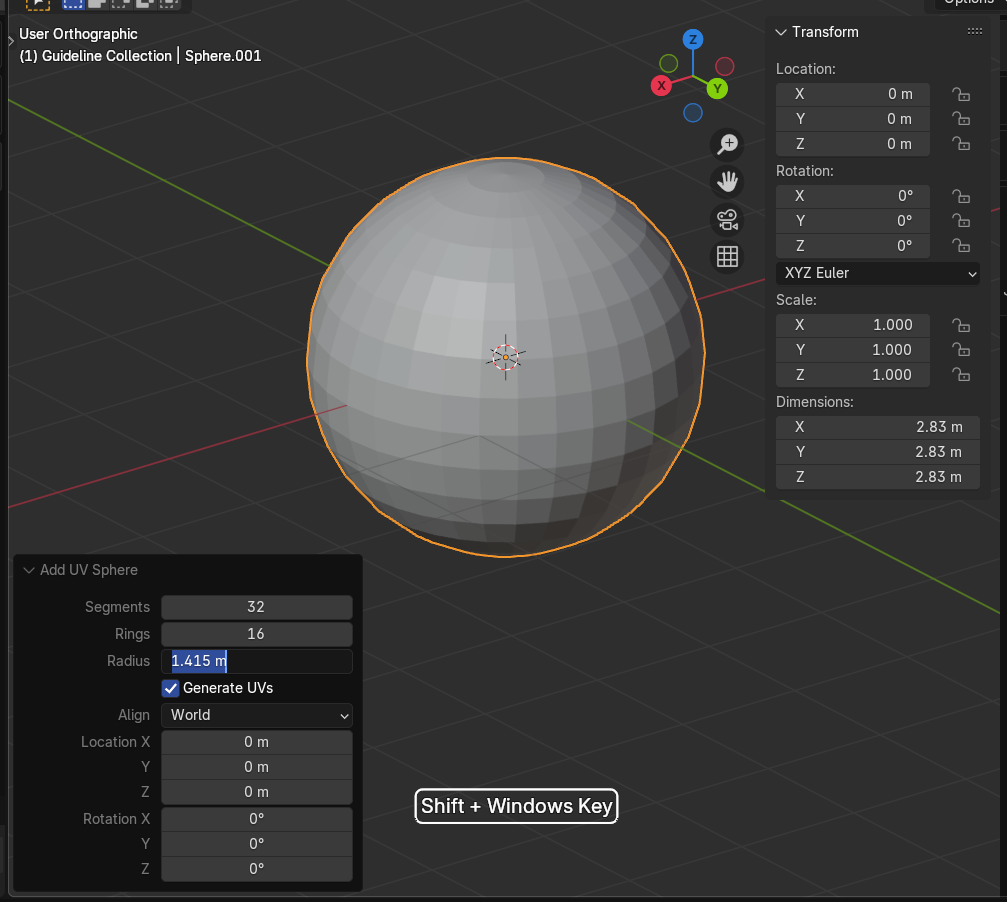 Options
User Orthographic
(1) Guideline Collection | Sphere.001
Z
X
Y
Transform
Location:
X 0 m
Y 0 m
Z 0 m
Rotation:
X 0°
Y 0°
Z 0°
XYZ Euler
Scale:
X 1.000
Y 1.000
Z 1.000
Dimensions:
X 2.83 m
Y 2.83 m
Z 2.83 m
Add UV Sphere
Segments 32
Rings 16
Radius 1.415 m
Generate UVs
Align World
Location X 0 m
Y 0 m
Z 0 m
Rotation X 0°
Y 0°
Z 0°
Shift + Windows Key